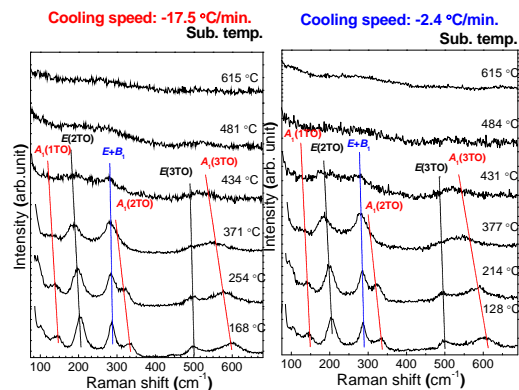 Cooling speed: -17.5 °C/min.
Sub. temp.
615 °C
481 °C
E(2TO)
A₁(1TO)
E+B₁
A₁(3TO)
E(3TO)
434 °C
A₁(2TO)
371 °C
254 °C
168 °C
Intensity (arb.unit)
100 200 300 400 500 600
Raman shift (cm⁻¹)
Cooling speed: -2.4 °C/min.
Sub. temp.
615 °C
A₁(1TO)
E(2TO)
484 °C
E+B₁
A₁(3TO)
E(3TO)
431 °C
A₁(2TO)
377 °C
214 °C
128 °C
Intensity (arb.unit)
100 200 300 400 500 600
Raman shift (cm⁻¹)